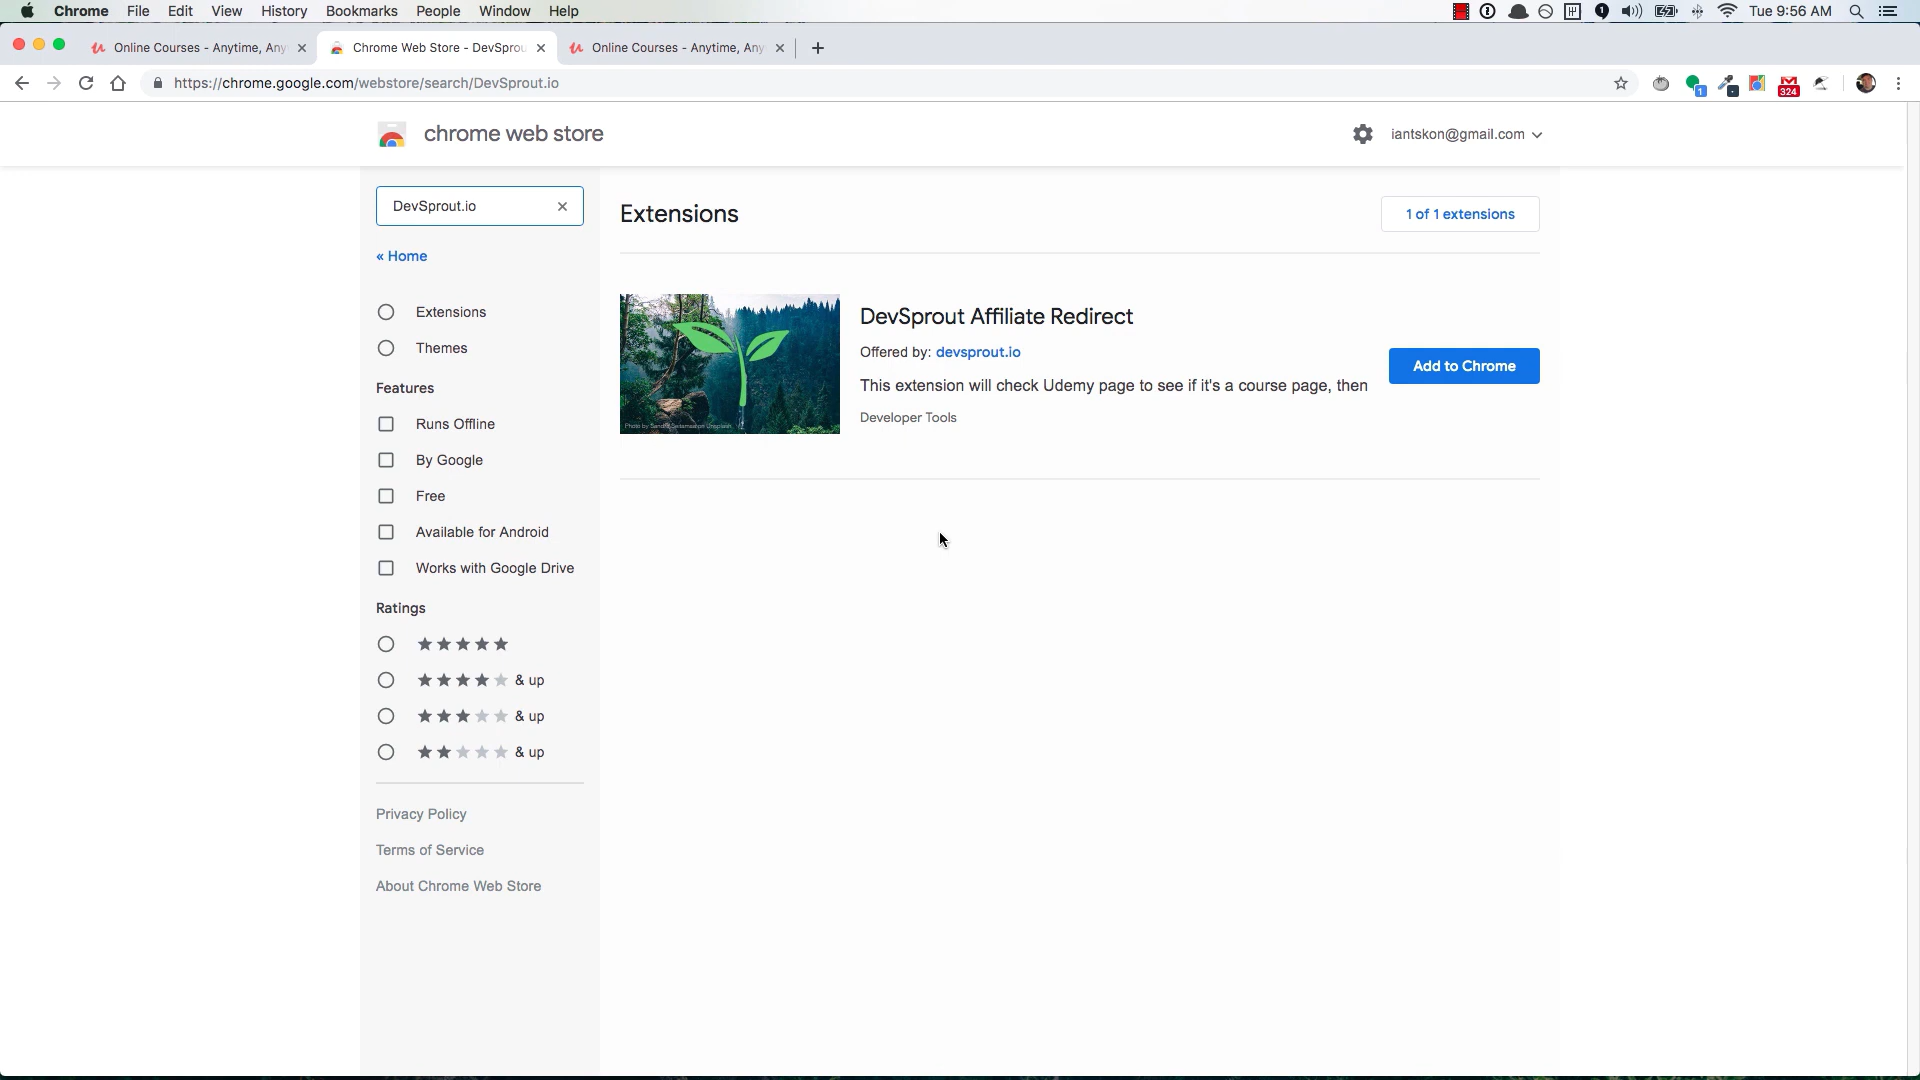 Chrome File Edit View History Bookmarks People Window Help
Tue 9:56 AM
Online Courses - Anytime, Any
Chrome Web Store - DevSprou
Online Courses - Anytime, Any
https://chrome.google.com/webstore/search/DevSprout.io
1
324
chrome web store
iantskon@gmail.com
DevSprout.io
« Home
Extensions
Themes
Features
Runs Offline
By Google
Free
Available for Android
Works with Google Drive
Ratings
& up
& up
& up
Privacy Policy
Terms of Service
About Chrome Web Store
Extensions
1 of 1 extensions
DevSprout Affiliate Redirect
Offered by: devsprout.io
This extension will check Udemy page to see if it's a course page, then
Developer Tools
Add to Chrome